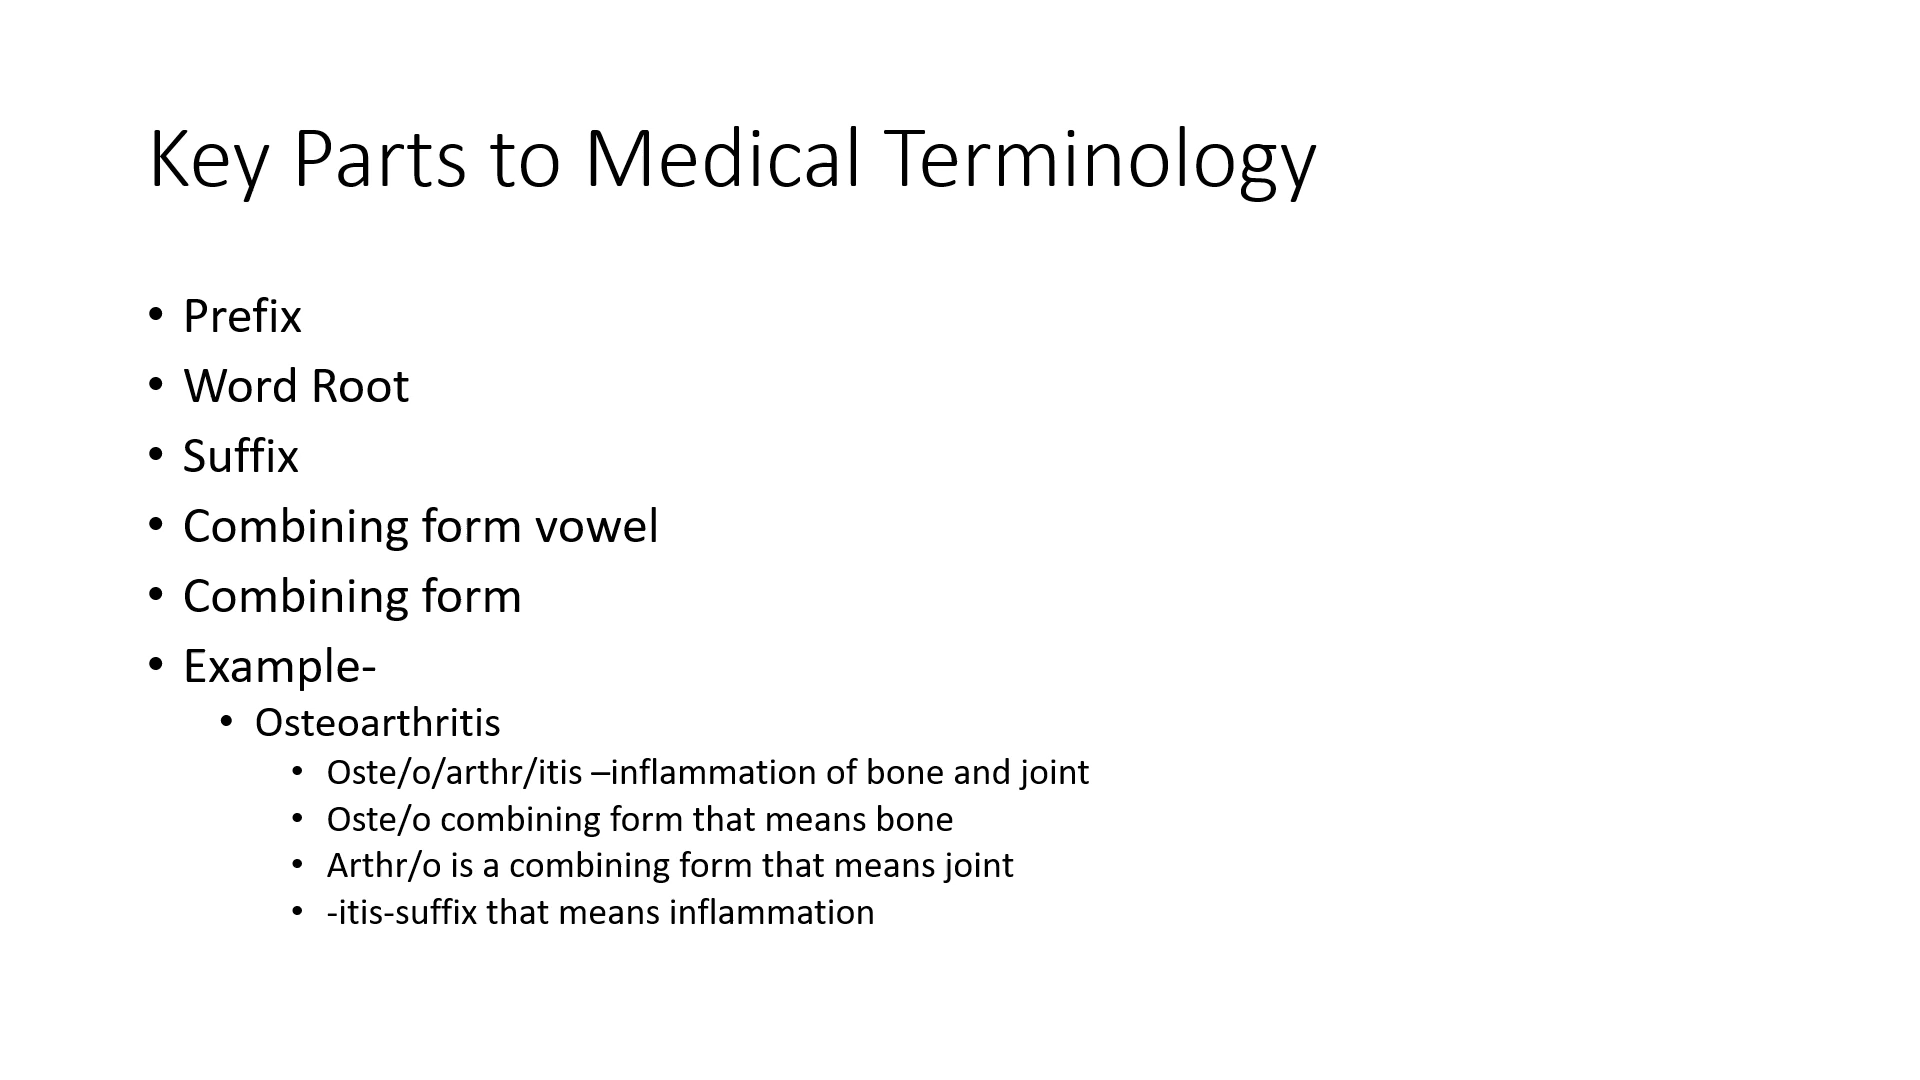 Key Parts to Medical Terminology
• Prefix
• Word Root
• Suffix
• Combining form vowel
• Combining form
• Example-
• Osteoarthritis
• Oste/o/arthr/itis –inflammation of bone and joint
• Oste/o combining form that means bone
• Arthr/o is a combining form that means joint
• -itis-suffix that means inflammation